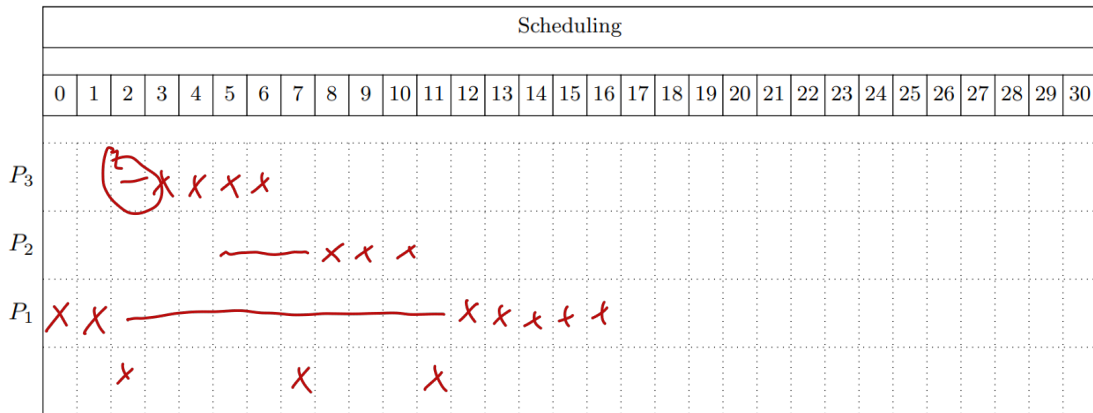 Scheduling
0 1 2 3 4 5 6 7 8 9 10 11 12 13 14 15 16 17 18 19 20 21 22 23 24 25 26 27 28 29 30
P3 X X X X
P2 X X X
P1 X X X X X X X
X X X